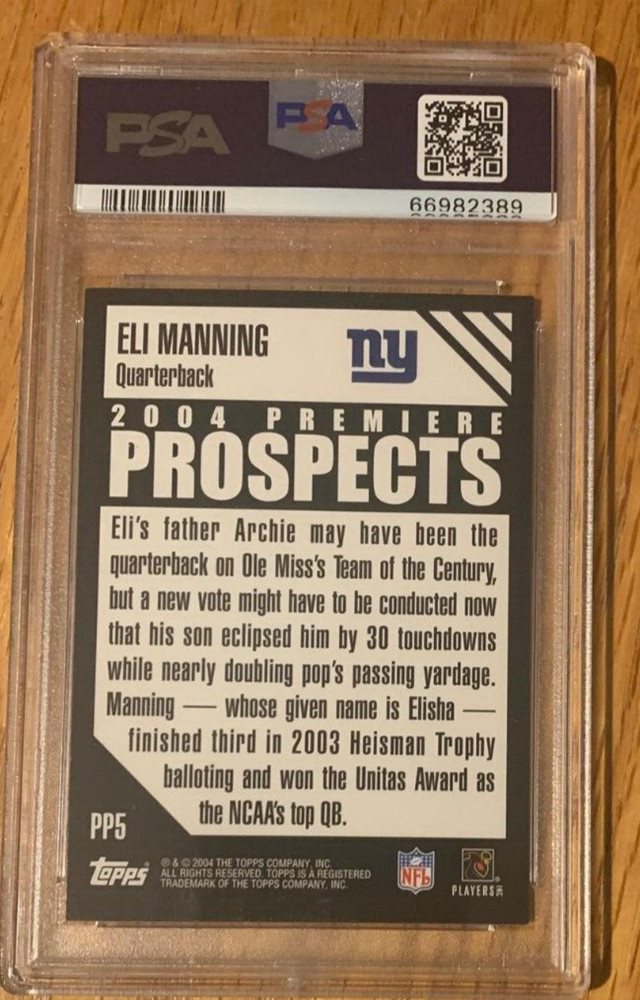 PSA
PSA
66982389
ELI MANNING
Quarterback
ny
2004 PREMIERE
PROSPECTS
Eli's father Archie may have been the
quarterback on Ole Miss's Team of the Century,
but a new vote might have to be conducted now
that his son eclipsed him by 30 touchdowns
while nearly doubling pop's passing yardage.
Manning — whose given name is Elisha —
finished third in 2003 Heisman Trophy
balloting and won the Unitas Award as
the NCAA's top QB.
PP5
topps
® & © 2004 THE TOPPS COMPANY, INC.
ALL RIGHTS RESERVED. TOPPS IS A REGISTERED
TRADEMARK OF THE TOPPS COMPANY, INC.
NFL
PLAYERS INC